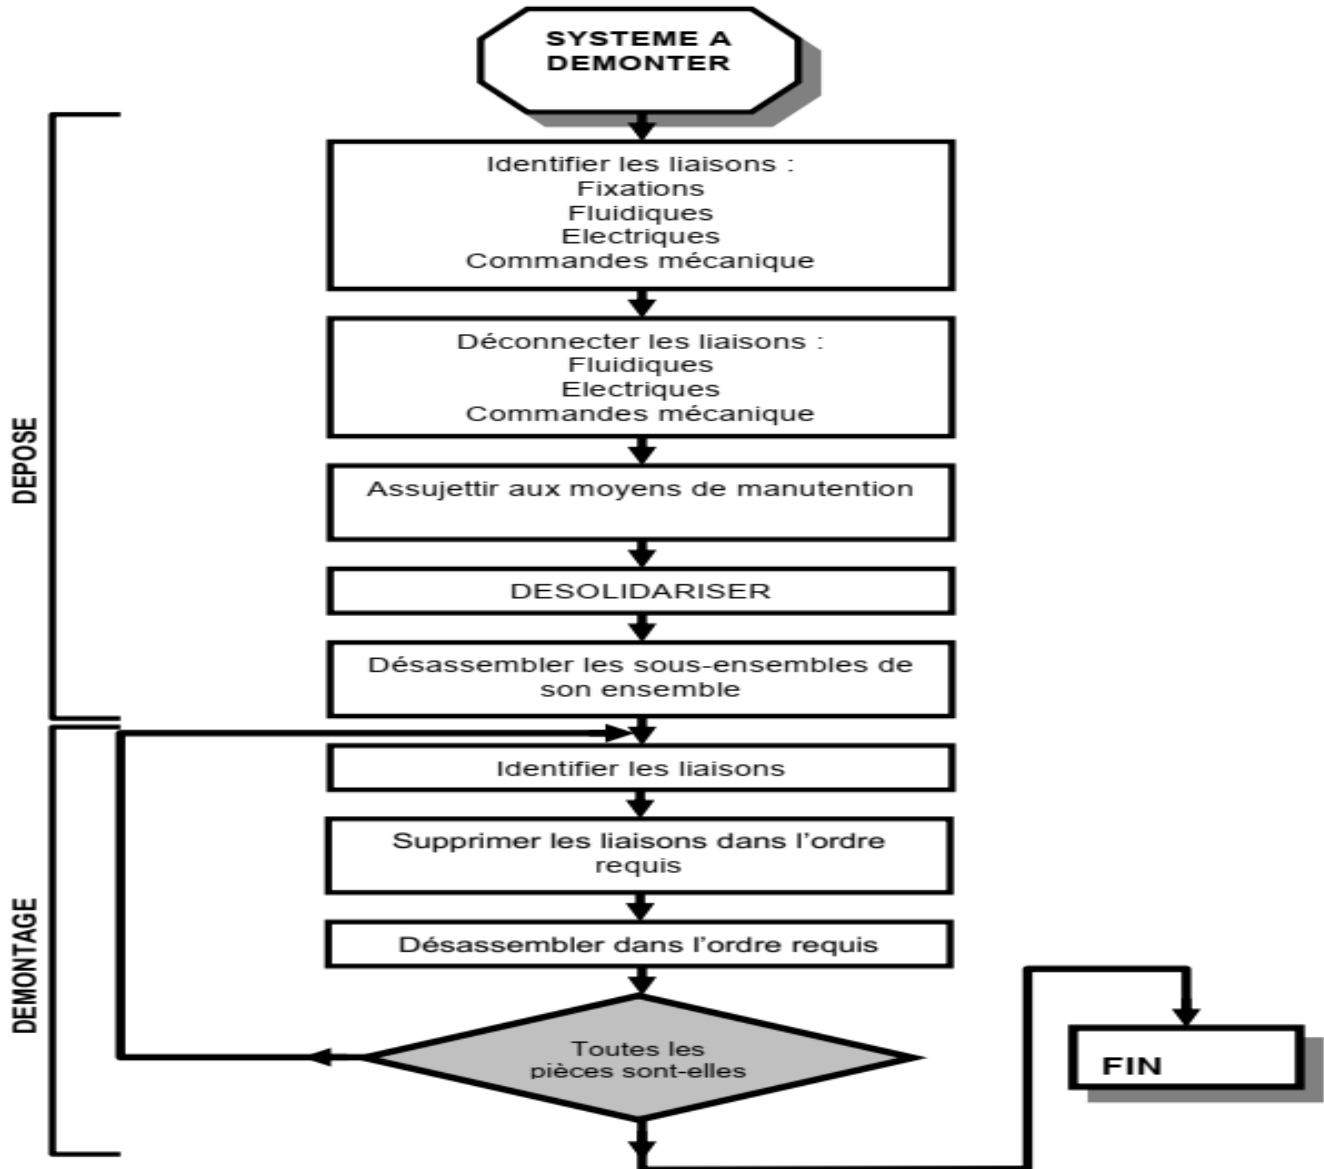 SYSTEME A
DEMONTER
Identifier les liaisons :
Fixations
Fluidiques
Electriques
Commandes mécanique
Déconnecter les liaisons :
Fluidiques
Electriques
Commandes mécanique
DEPOSE
Assujettir aux moyens de manutention
DESOLIDARISER
Désassembler les sous-ensembles de
son ensemble
Identifier les liaisons
Supprimer les liaisons dans l'ordre
requis
DEMONTAGE
Désassembler dans l'ordre requis
Toutes les
pièces sont-elles
FIN